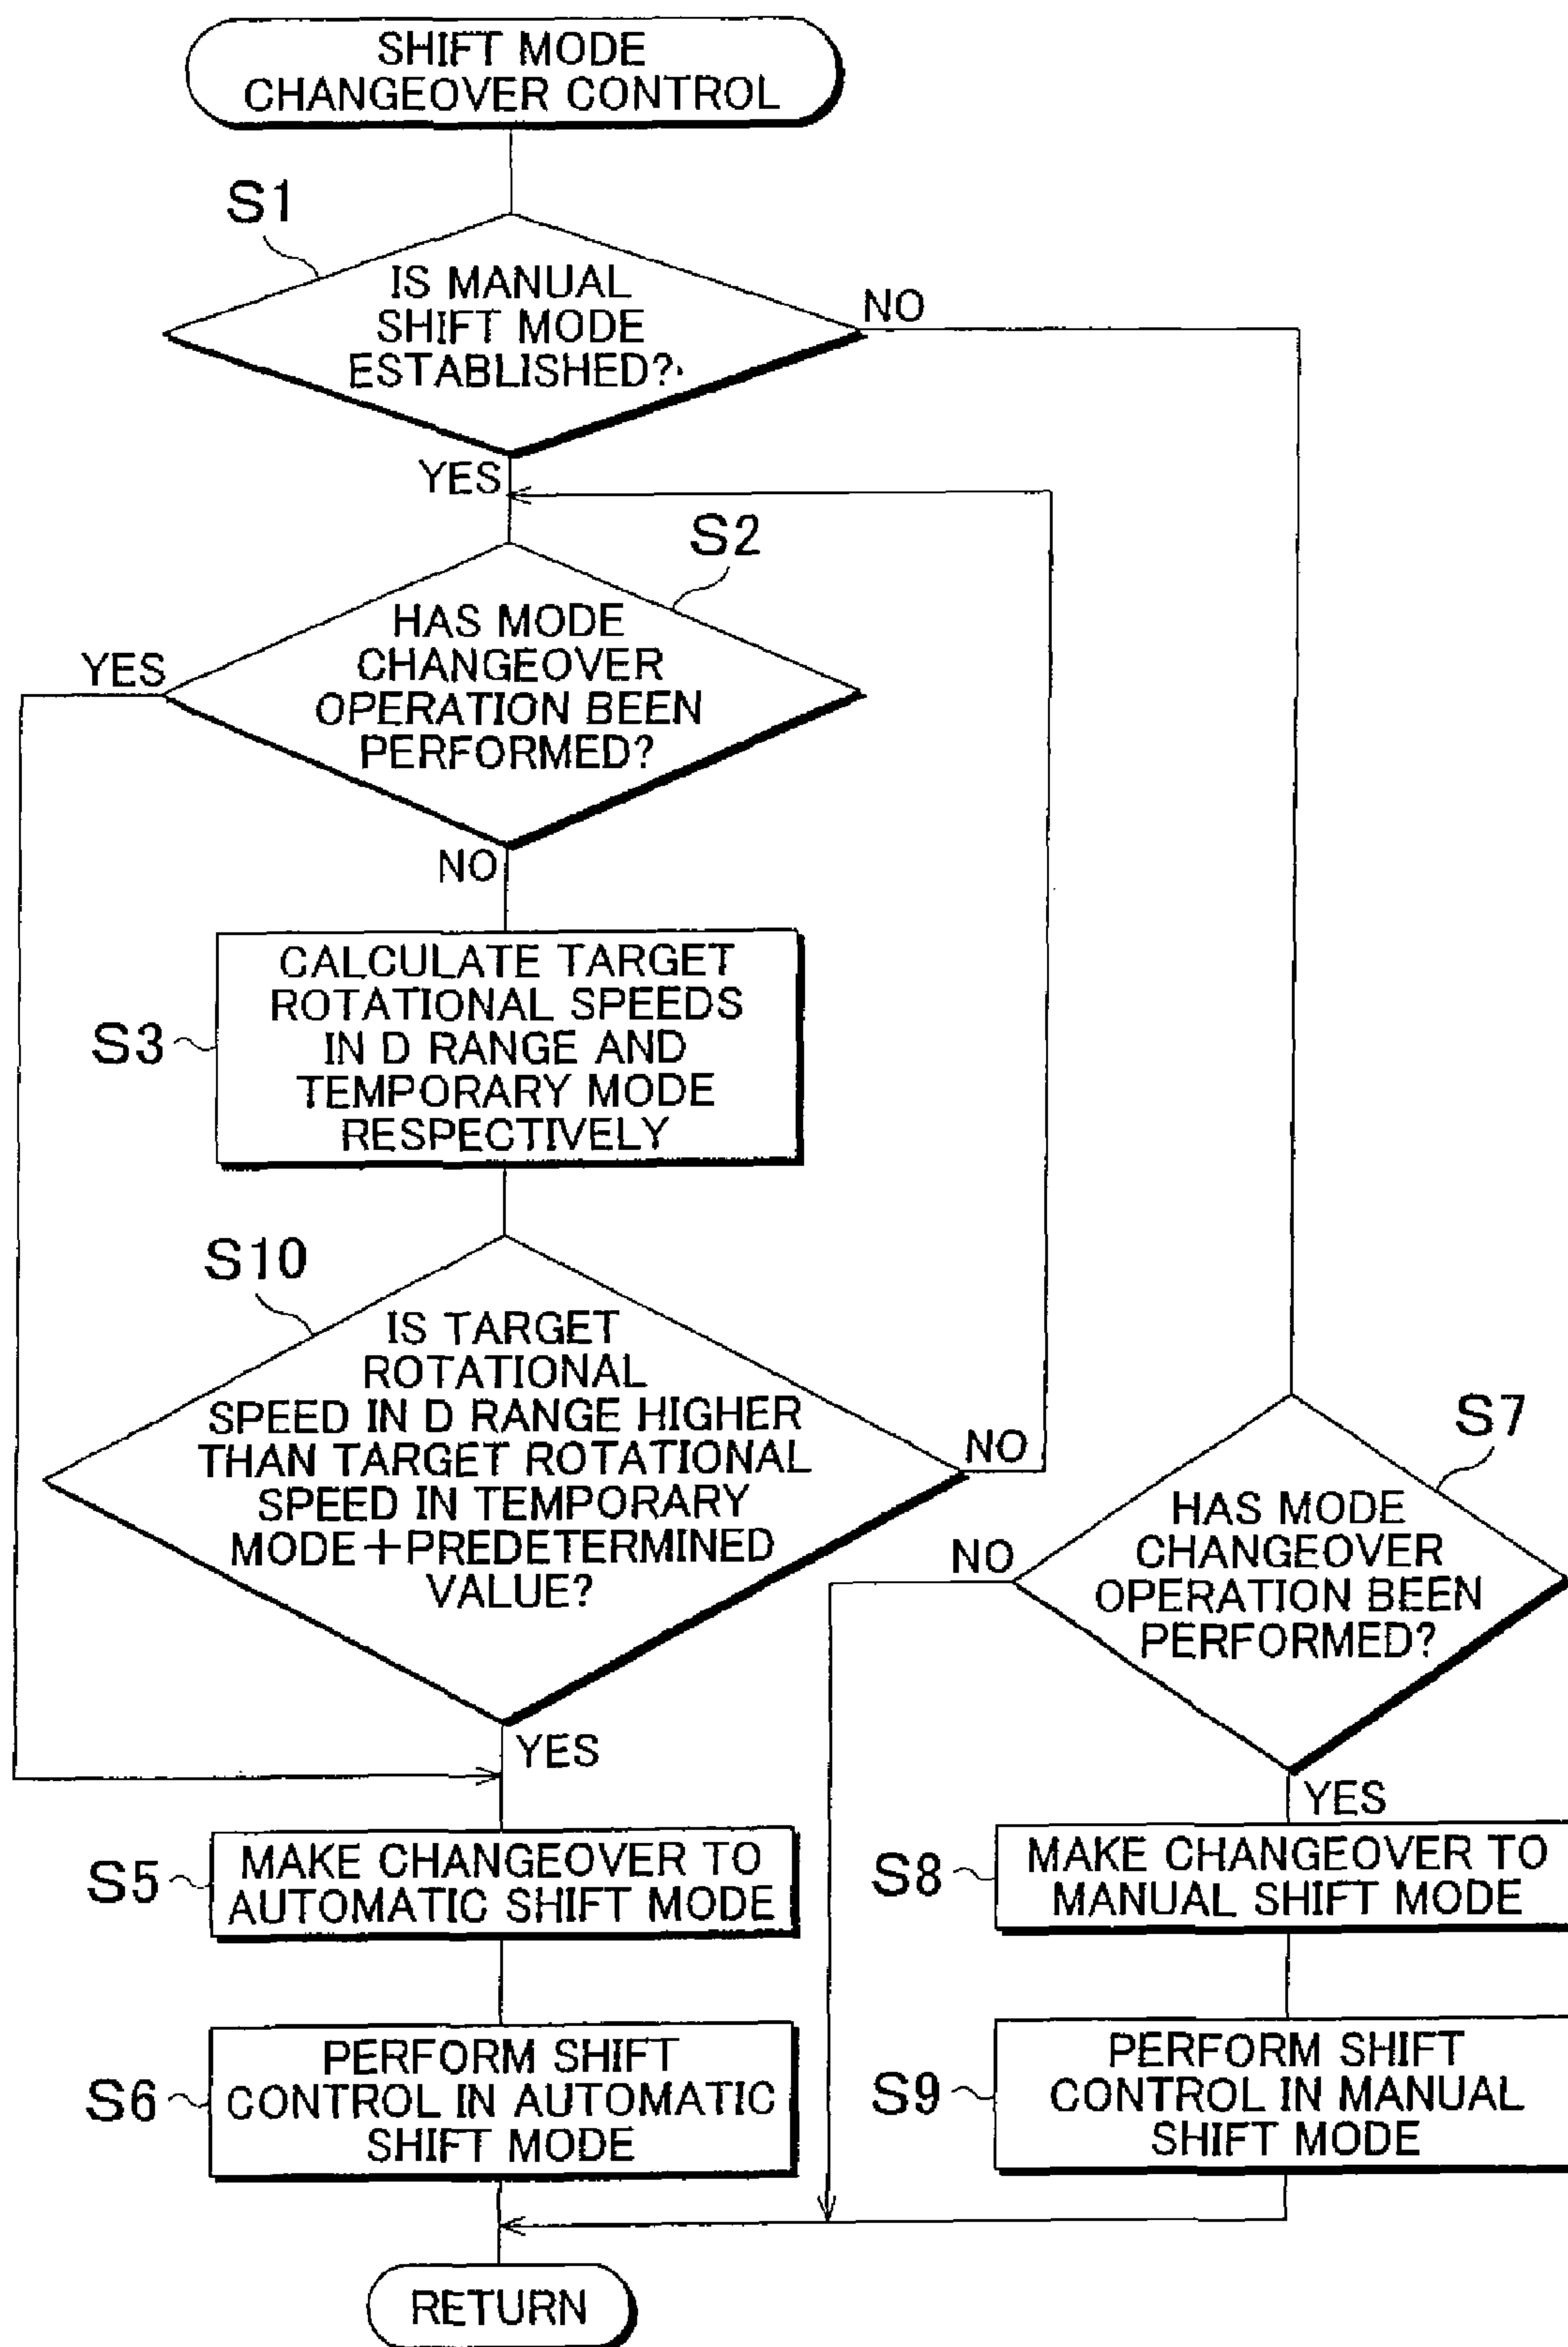 SHIFT MODE
CHANGEOVER CONTROL
S1
IS MANUAL
SHIFT MODE
ESTABLISHED?
NO
YES
S2
HAS MODE
CHANGEOVER
OPERATION BEEN
PERFORMED?
YES
NO
S3
CALCULATE TARGET
ROTATIONAL SPEEDS
IN D RANGE AND
TEMPORARY MODE
RESPECTIVELY
S10
IS TARGET
ROTATIONAL
SPEED IN D RANGE HIGHER
THAN TARGET ROTATIONAL
SPEED IN TEMPORARY
MODE+PREDETERMINED
VALUE?
NO
YES
S7
HAS MODE
CHANGEOVER
OPERATION BEEN
PERFORMED?
NO
YES
S5
MAKE CHANGEOVER TO
AUTOMATIC SHIFT MODE
S8
MAKE CHANGEOVER TO
MANUAL SHIFT MODE
S6
PERFORM SHIFT
CONTROL IN AUTOMATIC
SHIFT MODE
S9
PERFORM SHIFT
CONTROL IN MANUAL
SHIFT MODE
RETURN